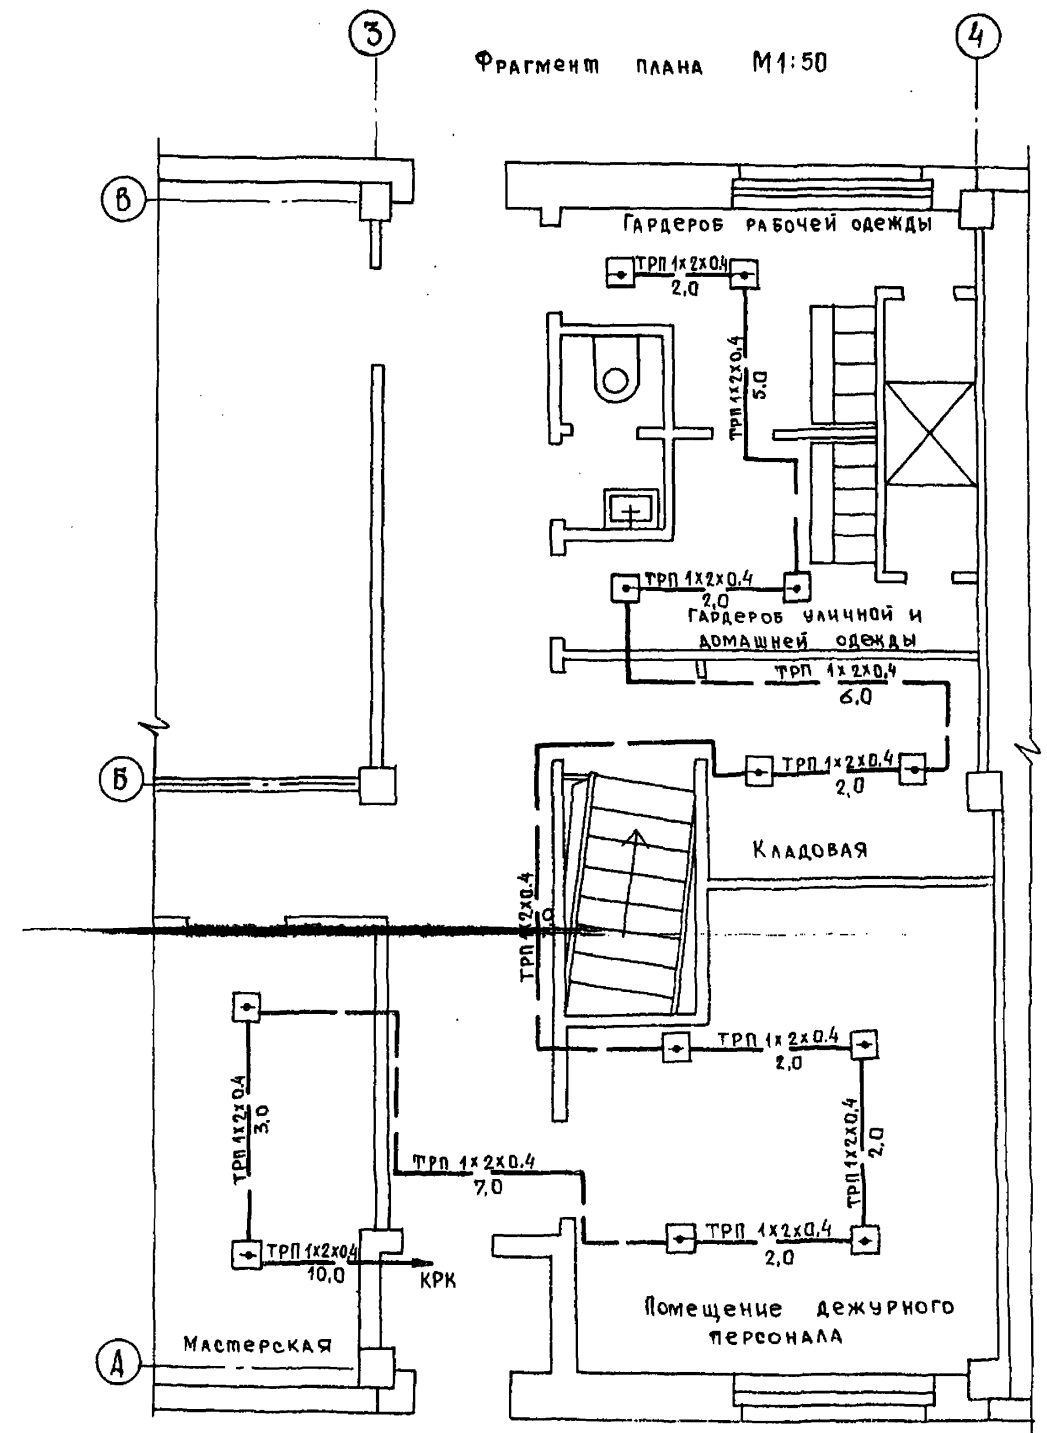 3
4
Фрагмент плана М1:50
В
Гардероб рабочей одежды
ТРП 1х2х0.4
2,0
ТРП 1х2х0.4
5.0
ТРП 1х2х0.4
2,0
Гардероб уличной и
домашней одежды
ТРП 1х2х0,4
6,0
Б
ТРП 1х2х0.4
2,0
Кладовая
ТРП 1х2х0.4
ТРП 1х2х0.4
2,0
ТРП 1х2х0.4
3,0
ТРП 1х2х0,4
2,0
ТРП 1х2х0.4
7,0
ТРП 1х2х0,4
2,0
ТРП 1х2х0,4
10,0
КРК
Помещение дежурного
персонала
Мастерская
Д